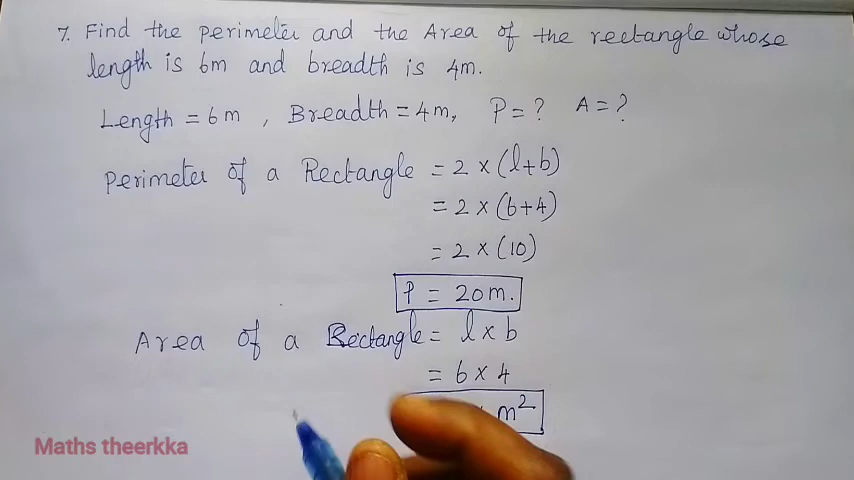 7. Find the perimeter and the Area of the rectangle whose
length is 6m and breadth is 4m.
Length = 6m , Breadth = 4m, P = ? A = ?
Perimeter of a Rectangle = 2 × (l+b)
= 2 × (6+4)
= 2 × (10)
P = 20m.
Area of a Rectangle = l × b
= 6 × 4
m²
Maths theerkka